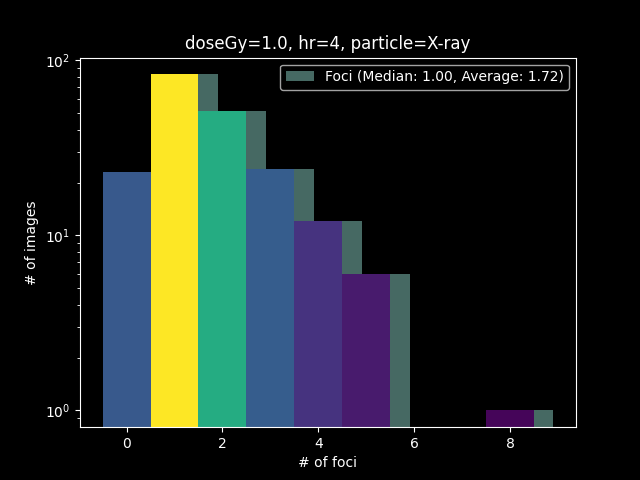 doseGy=1.0, hr=4, particle=X-ray
Foci (Median: 1.00, Average: 1.72)
10²
10¹
10⁰
# of images
0 2 4 6 8
# of foci